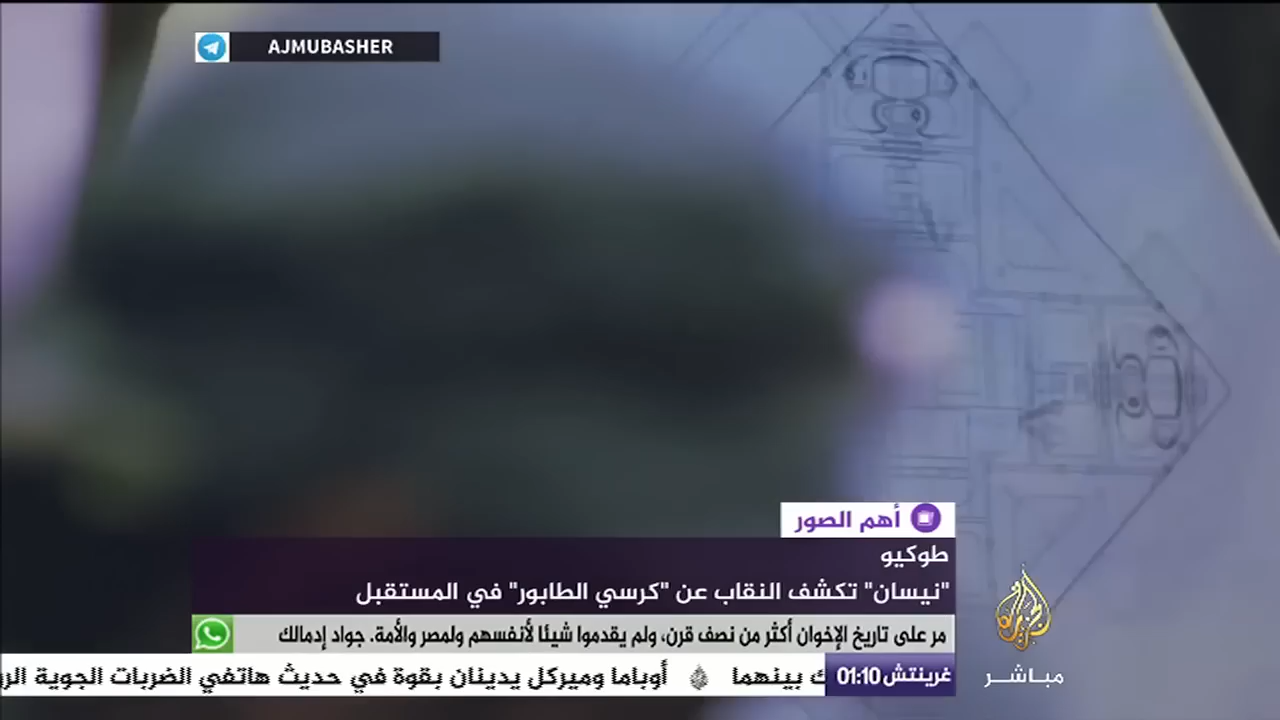 AJMUBASHER
أهم الصور
طوكيو
"نيسان" تكشف النقاب عن "كرسي الطابور" في المستقبل
مر على تاريخ الإخوان أكثر من نصف قرن، ولم يقدموا شيئا لأنفسهم ولمصر والأمة. جواد إدمالك
غرينتش 01:10
ك بينهما أوباما وميركل يدينان بقوة في حديث هاتفي الضربات الجوية الر
الجزيرة
مباشر